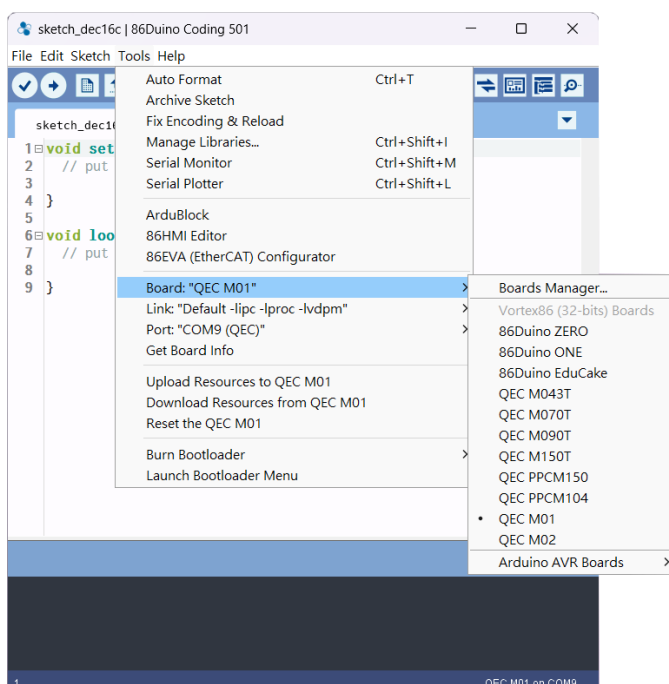 sketch_dec16c | 86Duino Coding 501
File Edit Sketch Tools Help
Auto Format Ctrl+T
Archive Sketch
Fix Encoding & Reload
Manage Libraries... Ctrl+Shift+I
Serial Monitor Ctrl+Shift+M
Serial Plotter Ctrl+Shift+L
ArduBlock
86HMI Editor
86EVA (EtherCAT) Configurator
Board: "QEC M01"
Link: "Default -lipc -lproc -lvdpm"
Port: "COM9 (QEC)"
Get Board Info
Upload Resources to QEC M01
Download Resources from QEC M01
Reset the QEC M01
Burn Bootloader
Launch Bootloader Menu
Boards Manager...
Vortex86 (32-bits) Boards
86Duino ZERO
86Duino ONE
86Duino EduCake
QEC M043T
QEC M070T
QEC M090T
QEC M150T
QEC PPCM150
QEC PPCM104
QEC M01
QEC M02
Arduino AVR Boards
sketch_dec1
1 void set
2 // put
3
4 }
5
6 void loo
7 // put
8
9 }
1 QEC M01 on COM9